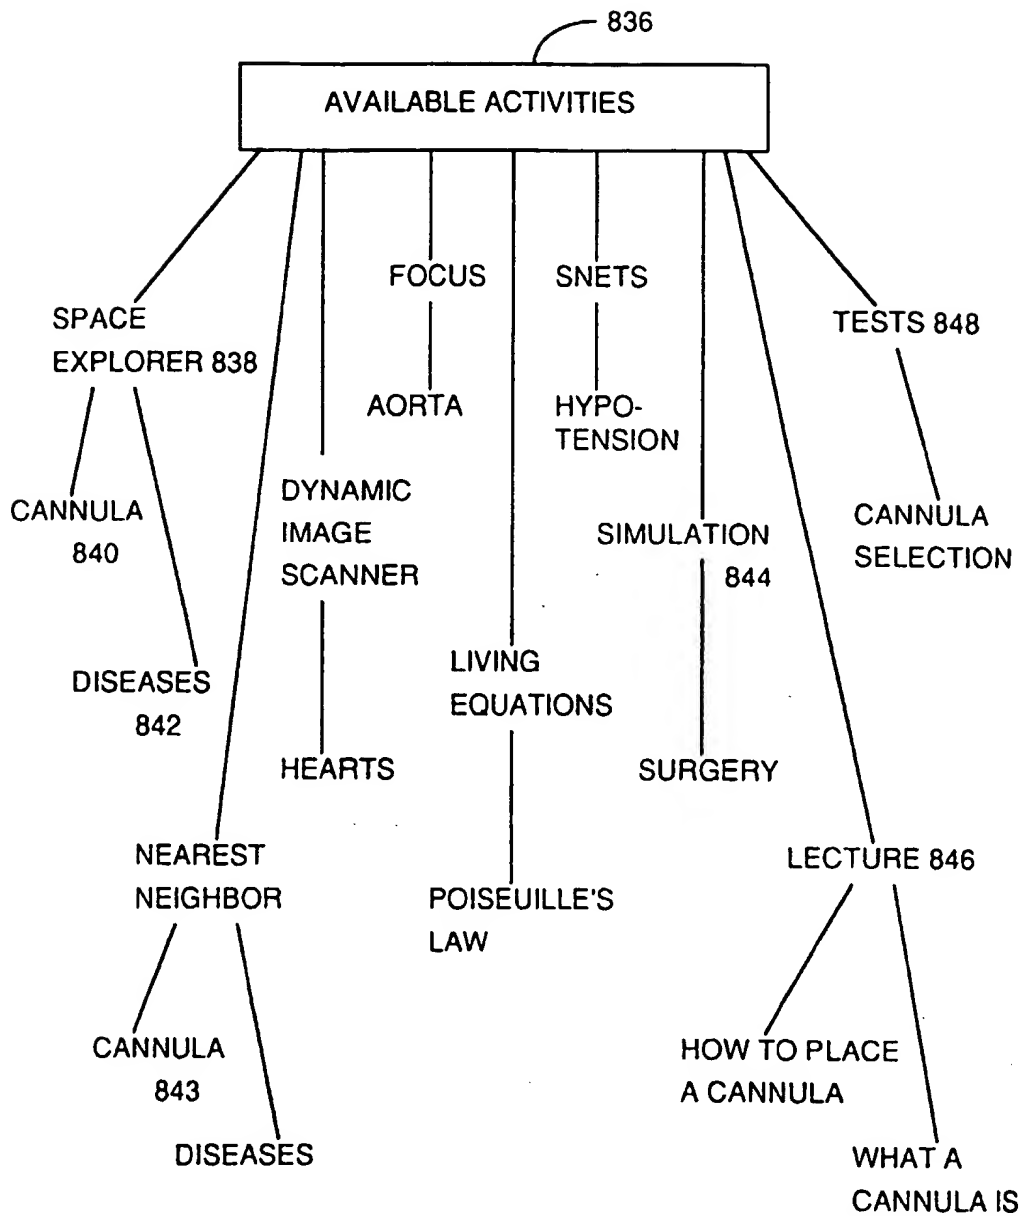 836
AVAILABLE ACTIVITIES
FOCUS
SNETS
SPACE
EXPLORER 838
TESTS 848
AORTA
HYPO-
TENSION
DYNAMIC
IMAGE
SCANNER
CANNULA
840
SIMULATION
844
CANNULA
SELECTION
LIVING
EQUATIONS
DISEASES
842
HEARTS
SURGERY
NEAREST
NEIGHBOR
LECTURE 846
POISEUILLE'S
LAW
CANNULA
843
HOW TO PLACE
A CANNULA
DISEASES
WHAT A
CANNULA IS